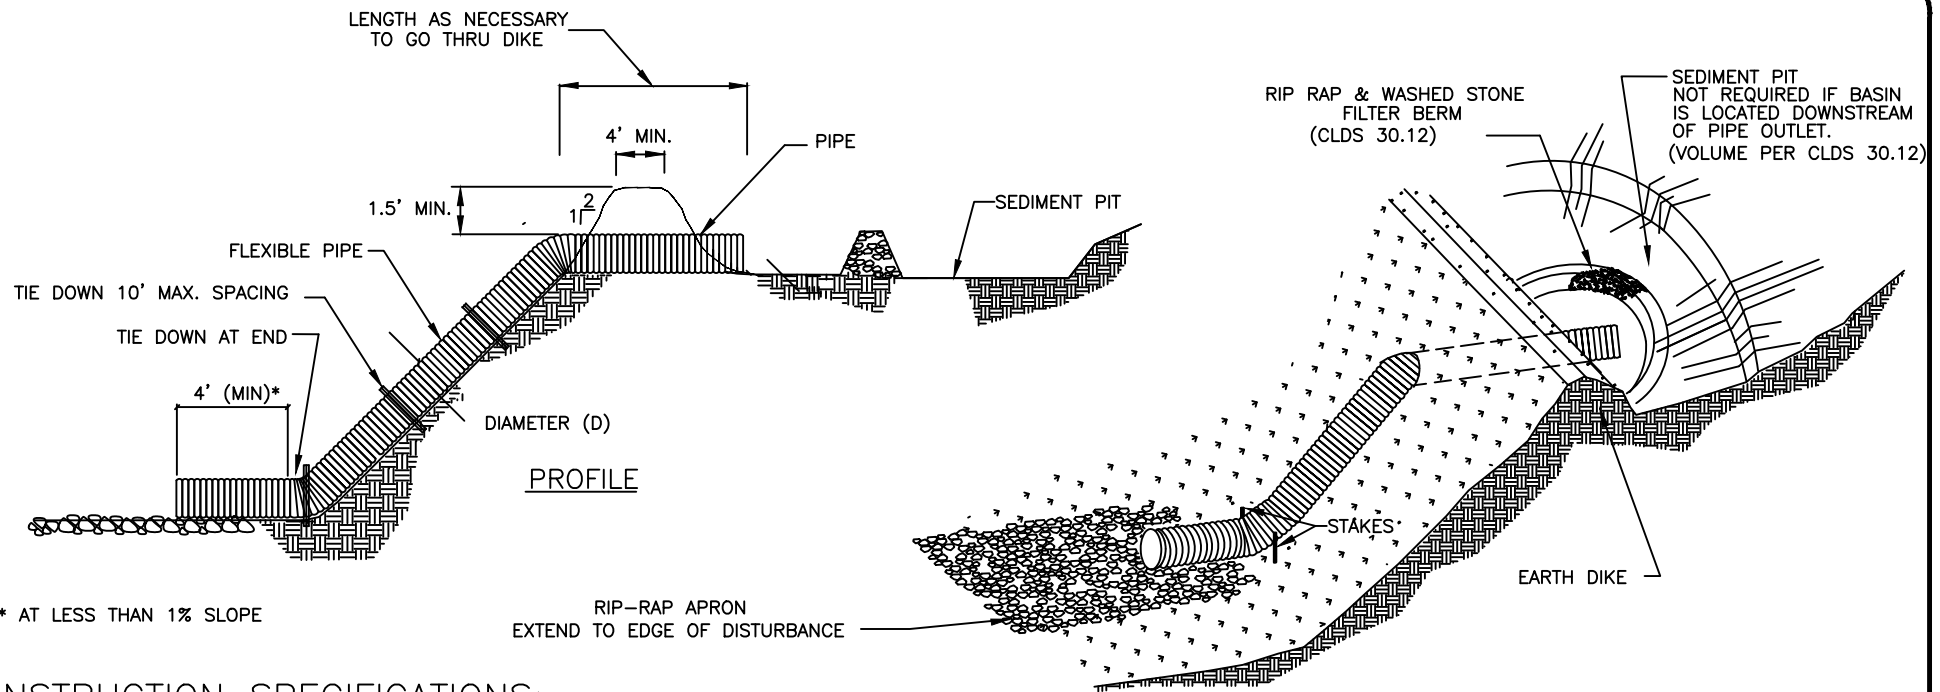 LENGTH AS NECESSARY
TO GO THRU DIKE
4' MIN.
PIPE
1.5' MIN.
2
1
SEDIMENT PIT
FLEXIBLE PIPE
TIE DOWN 10' MAX. SPACING
TIE DOWN AT END
4' (MIN)*
DIAMETER (D)
PROFILE
* AT LESS THAN 1% SLOPE
RIP RAP & WASHED STONE
FILTER BERM
(CLDS 30.12)
SEDIMENT PIT
NOT REQUIRED IF BASIN
IS LOCATED DOWNSTREAM
OF PIPE OUTLET.
(VOLUME PER CLDS 30.12)
STAKES
EARTH DIKE
RIP-RAP APRON
EXTEND TO EDGE OF DISTURBANCE